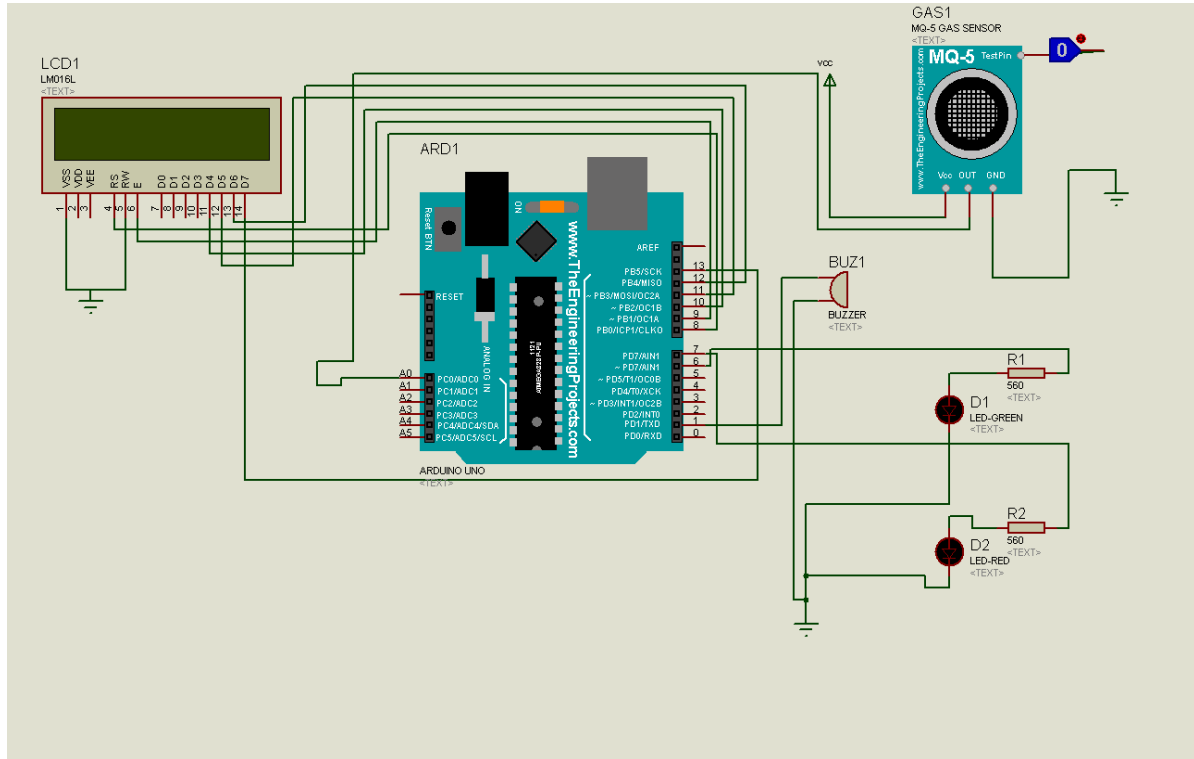 LCD1
LM016L
<TEXT>
VSS
VDD
VEE
RS
RW
E
D0
D1
D2
D3
D4
D5
D6
D7
1
2
3
4
5
6
7
8
9
10
11
12
13
14
ARD1
Reset BTN
ON
www.TheEngineeringProjects.com
RESET
ANALOG IN
AREF
PB5/SCK
PB4/MISO
~ PB3/MOSI/OC2A
~ PB2/OC1B
~ PB1/OC1A
PB0/ICP1/CLKO
13
12
11
10
9
8
PD7/AIN1
~ PD7/AIN1
~ PD5/T1/OC0B
PD4/T0/XCK
~ PD3/INT1/OC2B
PD2/INT0
PD1/TXD
PD0/RXD
7
6
5
4
3
2
1
0
A0
A1
A2
A3
A4
A5
PC0/ADC0
PC1/ADC1
PC2/ADC2
PC3/ADC3
PC4/ADC4/SDA
PC5/ADC5/SCL
1121
ARDUINO UNO
<TEXT>
VCC
GAS1
MQ-5 GAS SENSOR
<TEXT>
MQ-5
TestPin
0
www.TheEngineeringProjects.com
Vcc OUT GND
BUZ1
BUZZER
<TEXT>
R1
560
<TEXT>
D1
LED-GREEN
<TEXT>
R2
560
<TEXT>
D2
LED-RED
<TEXT>